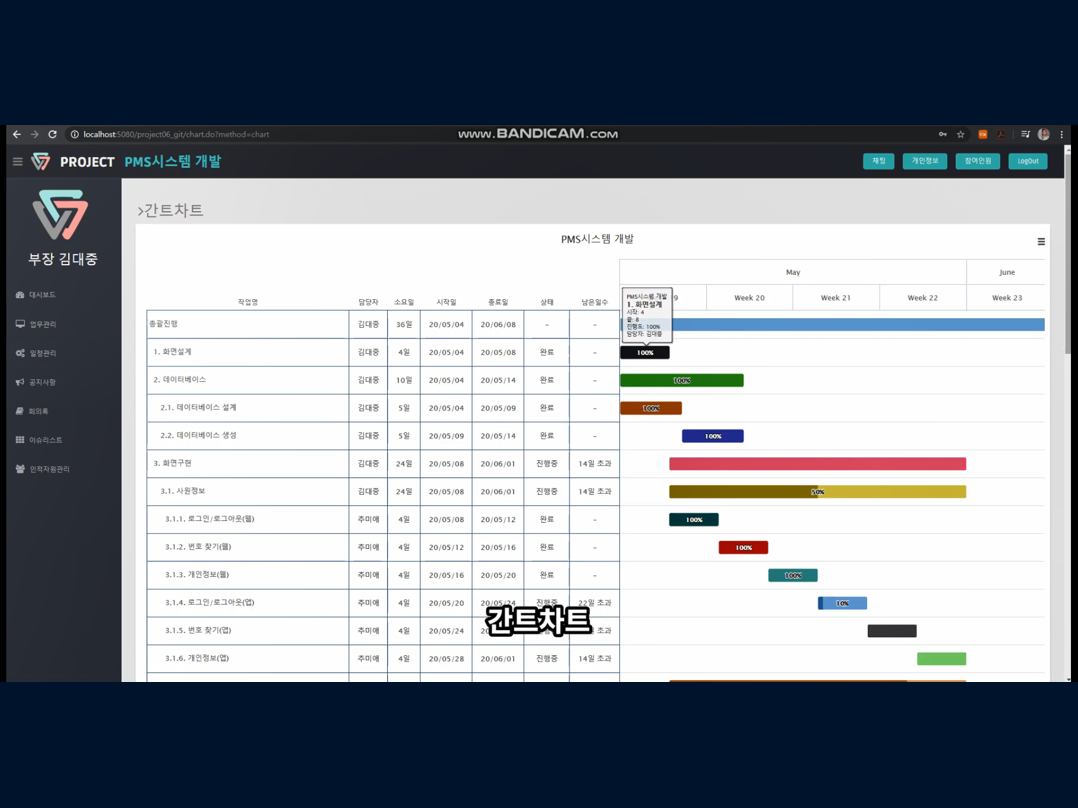 WWW.BANDICAM.COM
localhost:5080/project06_git/chart.do?method=chart
PROJECT PMS시스템 개발
채팅 개인정보 참여인원 LogOut
부장 김대중
대시보드
업무관리
일정관리
공지사항
회의록
이슈리스트
인적자원관리
>간트차트
PMS시스템 개발
May June
Week 20 Week 21 Week 22 Week 23
PMS시스템 개발
1. 화면설계
시작: 4
끝: 8
진행도: 100%
담당자: 김대중
작업명 담당자 소요일 시작일 종료일 상태 남은일수
총괄진행 김대중 36일 20/05/04 20/06/08 - -
1. 화면설계 김대중 4일 20/05/04 20/05/08 완료 - 100%
2. 데이터베이스 김대중 10일 20/05/04 20/05/14 완료 - 100%
2.1. 데이터베이스 설계 김대중 5일 20/05/04 20/05/09 완료 - 100%
2.2. 데이터베이스 생성 김대중 5일 20/05/09 20/05/14 완료 - 100%
3. 화면구현 김대중 24일 20/05/08 20/06/01 진행중 14일 초과
3.1. 사원정보 김대중 24일 20/05/08 20/06/01 진행중 14일 초과 50%
3.1.1. 로그인/로그아웃(웹) 추미애 4일 20/05/08 20/05/12 완료 - 100%
3.1.2. 번호 찾기(웹) 추미애 4일 20/05/12 20/05/16 완료 - 100%
3.1.3. 개인정보(웹) 추미애 4일 20/05/16 20/05/20 완료 - 100%
3.1.4. 로그인/로그아웃(앱) 추미애 4일 20/05/20 20/05/24 진행중 22일 초과 10%
간트차트
3.1.5. 번호 찾기(앱) 추미애 4일 20/05/24 초과
3.1.6. 개인정보(앱) 추미애 4일 20/05/28 20/06/01 진행중 14일 초과